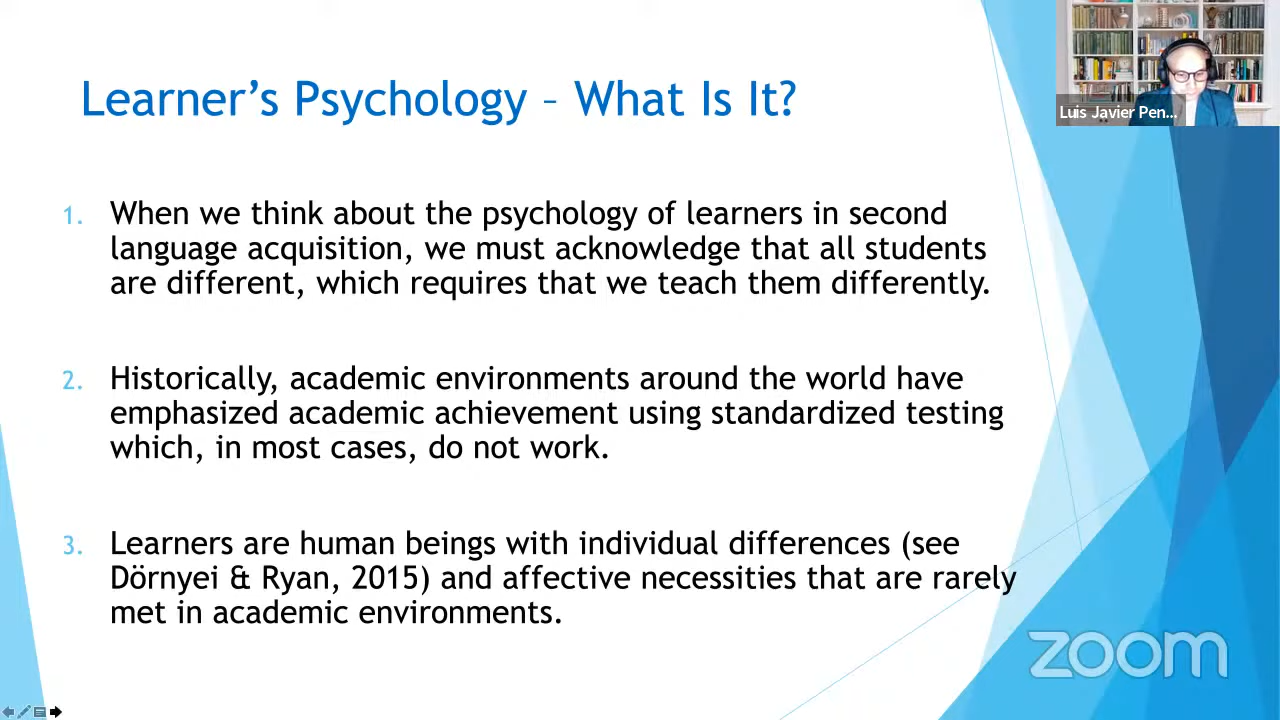 Learner’s Psychology – What Is It?
Luis Javier Pen...
1. When we think about the psychology of learners in second
language acquisition, we must acknowledge that all students
are different, which requires that we teach them differently.
2. Historically, academic environments around the world have
emphasized academic achievement using standardized testing
which, in most cases, do not work.
3. Learners are human beings with individual differences (see
Dörnyei & Ryan, 2015) and affective necessities that are rarely
met in academic environments.
zoom